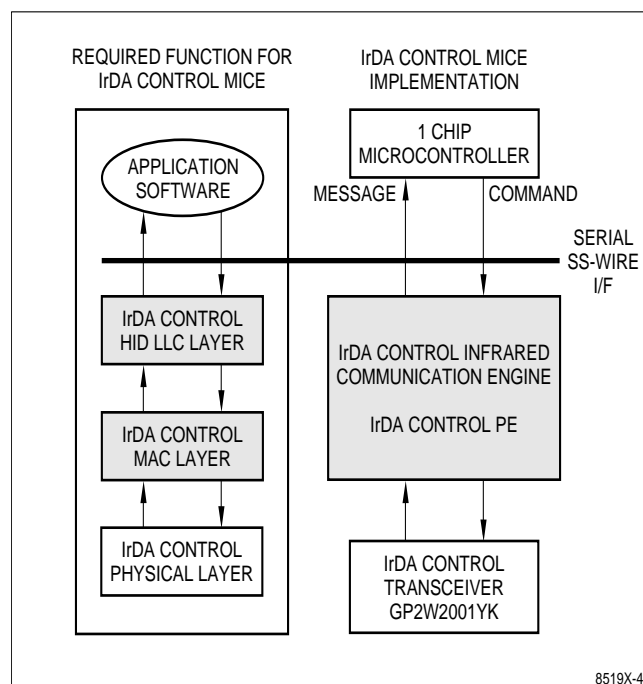 REQUIRED FUNCTION FOR
IrDA CONTROL MICE
IrDA CONTROL MICE
IMPLEMENTATION
APPLICATION
SOFTWARE
1 CHIP
MICROCONTROLLER
MESSAGE
COMMAND
SERIAL
SS-WIRE
I/F
IrDA CONTROL
HID LLC LAYER
IrDA CONTROL
MAC LAYER
IrDA CONTROL
PHYSICAL LAYER
IrDA CONTROL INFRARED
COMMUNICATION ENGINE
IrDA CONTROL PE
IrDA CONTROL
TRANSCEIVER
GP2W2001YK
8519X-4